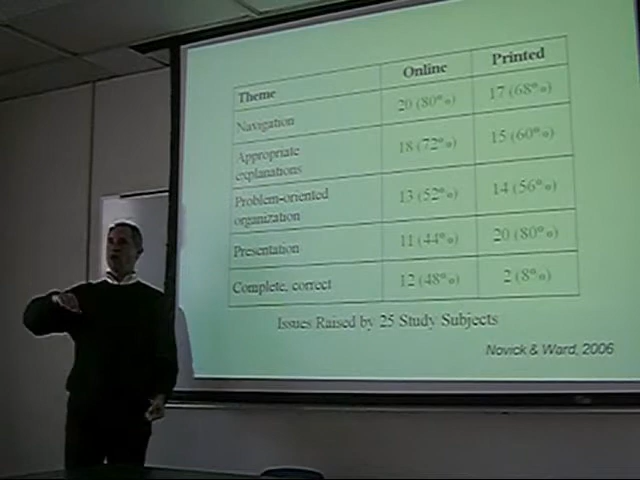 Theme Online Printed
Navigation 20 (80%) 17 (68%)
Appropriate
explanations 18 (72%) 15 (60%)
Problem-oriented
organization 13 (52%) 14 (56%)
Presentation 11 (44%) 20 (80%)
Complete, correct 12 (48%) 2 (8%)
Issues Raised by 25 Study Subjects
Novick & Ward, 2006